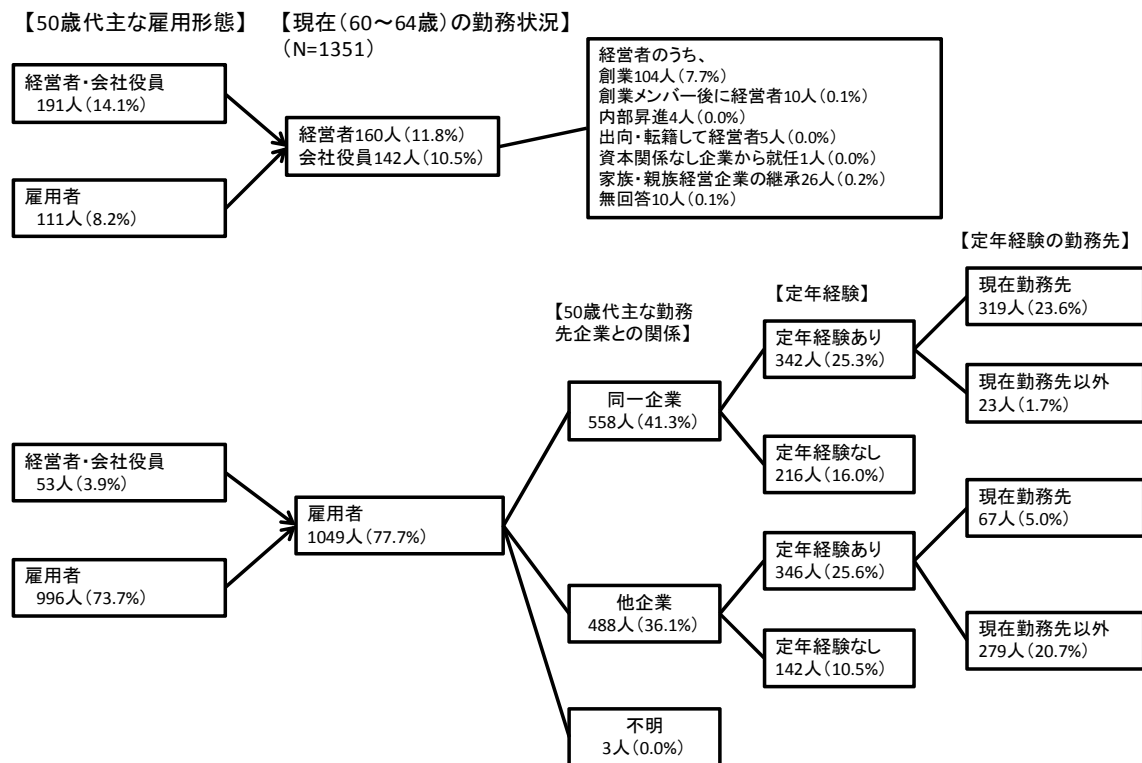 【50歳代主な雇用形態】
【現在（60～64歳）の勤務状況】
（N=1351）
経営者・会社役員
191人（14.1%）
雇用者
111人（8.2%）
経営者160人（11.8%）
会社役員142人（10.5%）
経営者のうち、
創業104人（7.7%）
創業メンバー後に経営者10人（0.1%）
内部昇進4人（0.0%）
出向・転籍して経営者5人（0.0%）
資本関係なし企業から就任1人（0.0%）
家族・親族経営企業の継承26人（0.2%）
無回答10人（0.1%）
経営者・会社役員
53人（3.9%）
雇用者
996人（73.7%）
雇用者
1049人（77.7%）
【50歳代主な勤務
先企業との関係】
同一企業
558人（41.3%）
他企業
488人（36.1%）
不明
3人（0.0%）
【定年経験】
定年経験あり
342人（25.3%）
定年経験なし
216人（16.0%）
定年経験あり
346人（25.6%）
定年経験なし
142人（10.5%）
【定年経験の勤務先】
現在勤務先
319人（23.6%）
現在勤務先以外
23人（1.7%）
現在勤務先
67人（5.0%）
現在勤務先以外
279人（20.7%）